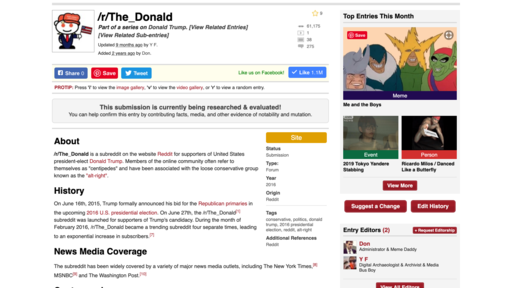 /r/The_Donald
Part of a series on Donald Trump. [View Related Entries]
[View Related Sub-entries]
Updated 9 months ago by Y F.
Added 2 years ago by Don.
9
61,175
1
38
275
Share 0
Save
Tweet
Like us on Facebook!
Like 1.1M
PROTIP: Press 'i' to view the image gallery, 'v' to view the video gallery, or 'r' to view a random entry.
This submission is currently being researched & evaluated!
You can help confirm this entry by contributing facts, media, and other evidence of notability and mutation.
About
/r/The_Donald is a subreddit on the website Reddit for supporters of United
States president-elect Donald Trump. Members of the online community often refer to
themselves as "centipedes" and have been associated with the loose conservative group
known as the "alt-right".
History
On June 16th, 2015, Trump formally announced his bid for the Republican primaries in
the upcoming 2016 U.S. presidential election. On June 27th, the /r/The_Donald[1]
subreddit was launched for supporters of Trump's candidacy. During the month of
February 2016, /r/The_Donald became a trending subreddit four separate times, leading
to an exponential increase in subscribers.[7]
News Media Coverage
The subreddit has been widely covered by a variety of major news media outlets, including The New York Times,[8]
MSNBC[9] and The Washington Post.[10]
Site
Status
Submission
Type:
Forum
Year
2016
Origin
Reddit
Tags
conservative, politics, donald
trump, 2016 presidential
election, reddit, alt-right
Additional References
Reddit
Top Entries This Month
Save
Meme
Me and the Boys
Event
2019 Tokyo Yandere
Stabbing
Person
Ricardo Milos / Danced
Like a Butterfly
View More
Suggest a Change
Edit History
Entry Editors (2)
+ Request Editorship
Don
Administrator & Meme Daddy
Y F
Digital Archaeologist & Archivist & Media
Bus Boy
View All Editors